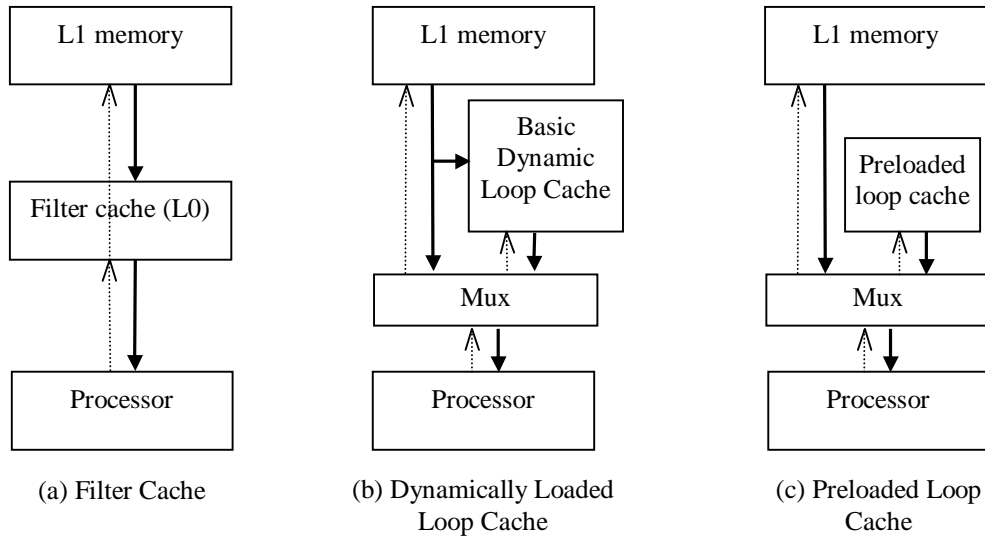 L1 memory
Filter cache (L0)
Processor
(a) Filter Cache
L1 memory
Basic
Dynamic
Loop Cache
Mux
Processor
(b) Dynamically Loaded
Loop Cache
L1 memory
Preloaded
loop cache
Mux
Processor
(c) Preloaded Loop
Cache